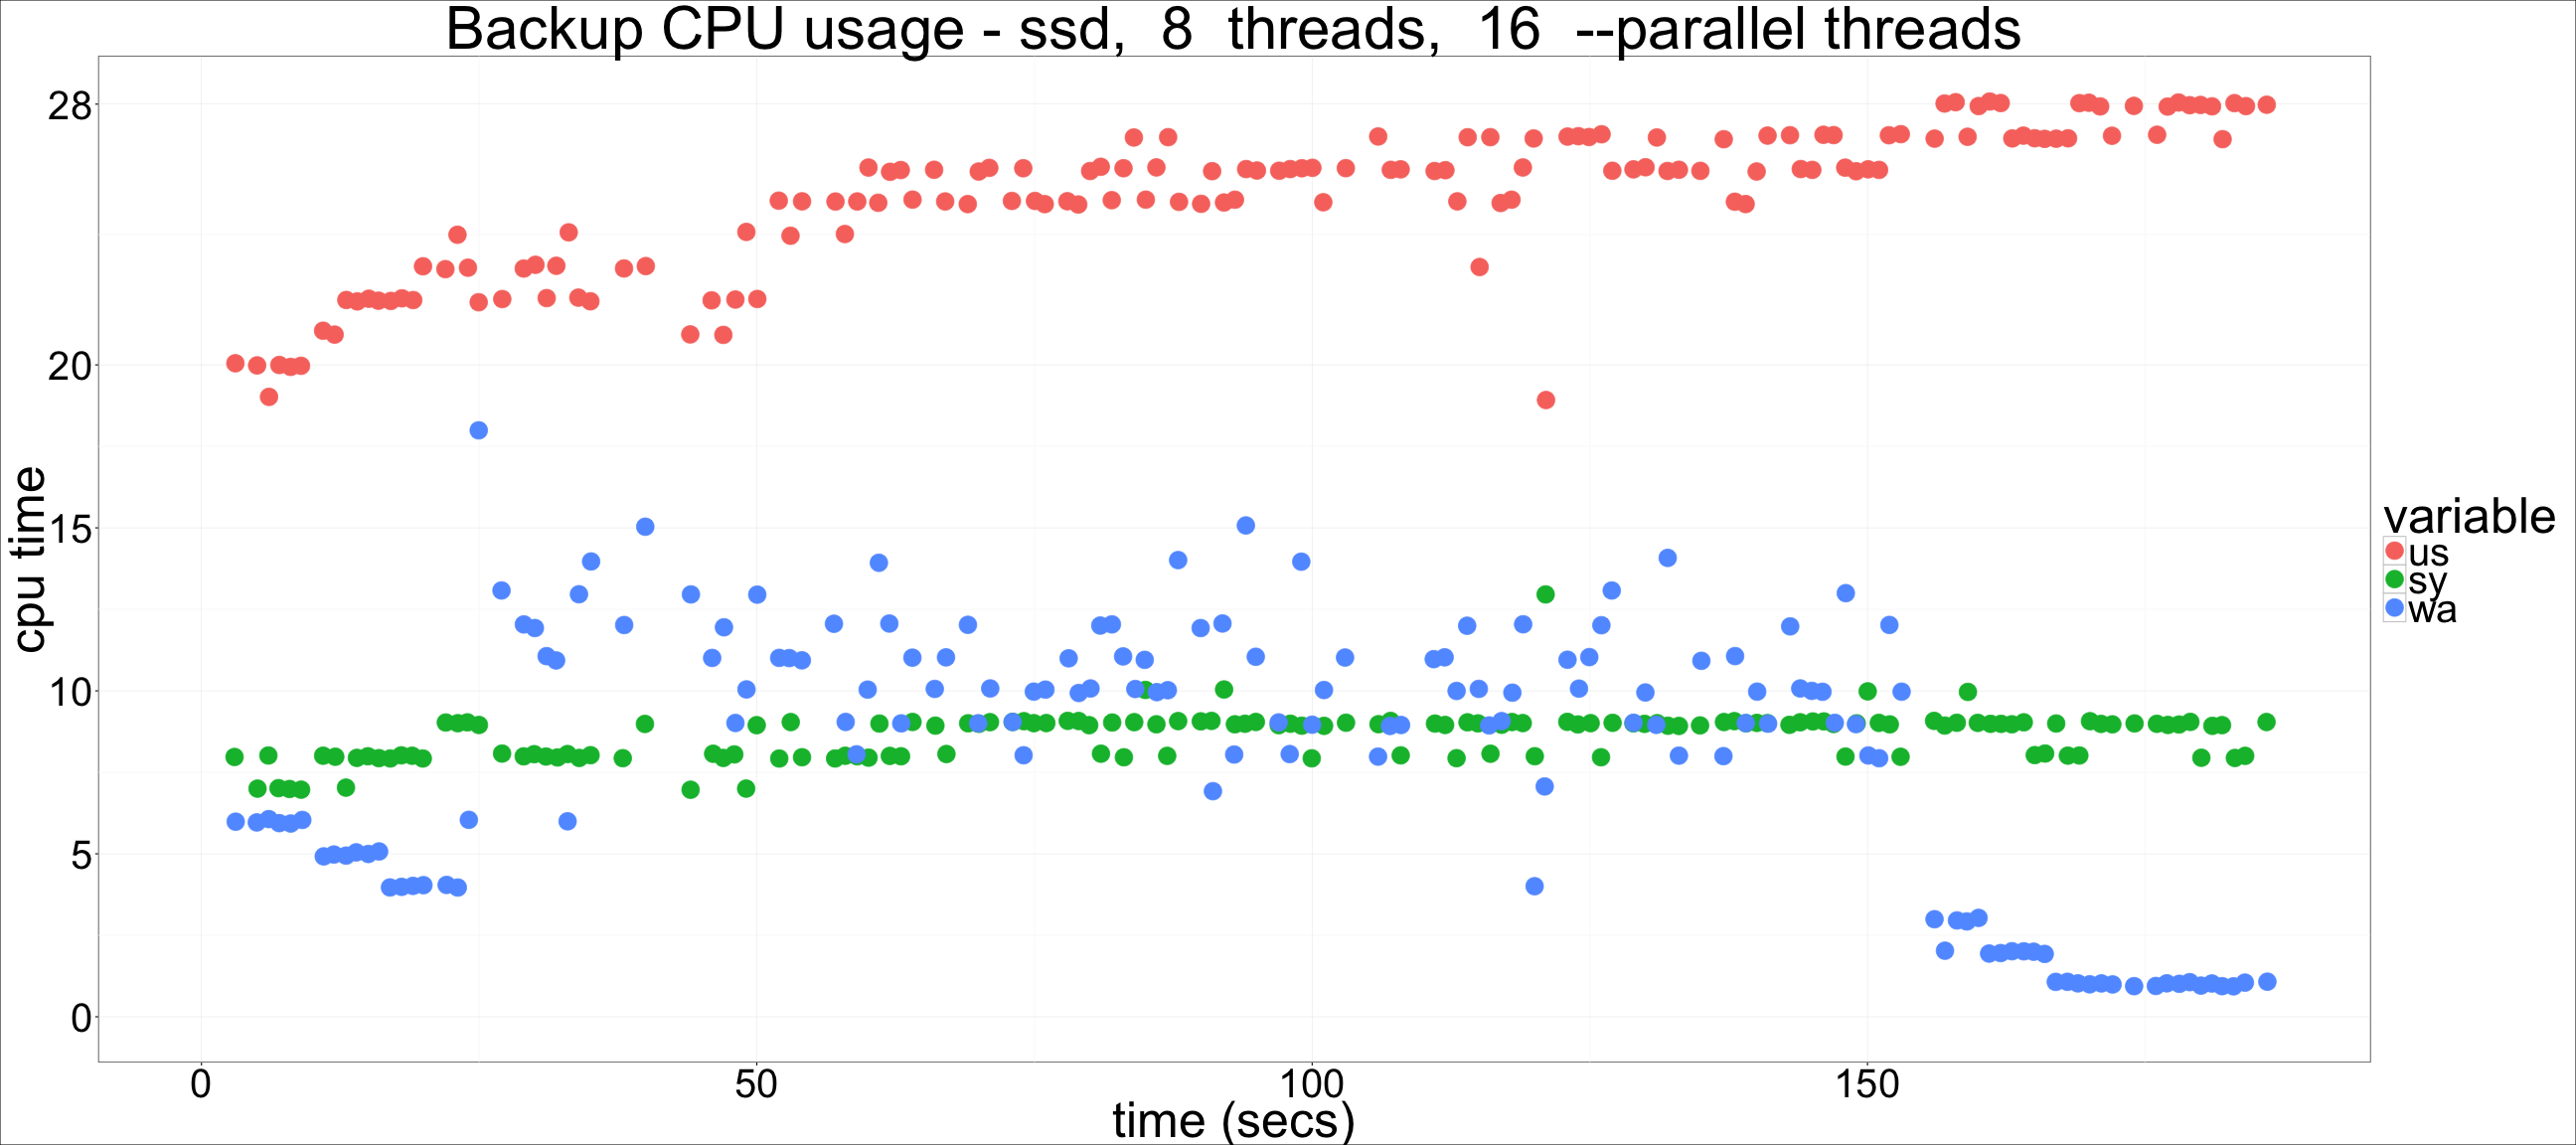 Backup CPU usage - ssd, 8 threads, 16 --parallel threads
28
20
15
10
5
0
cpu time
0 50 100 150
time (secs)
variable
us
sy
wa